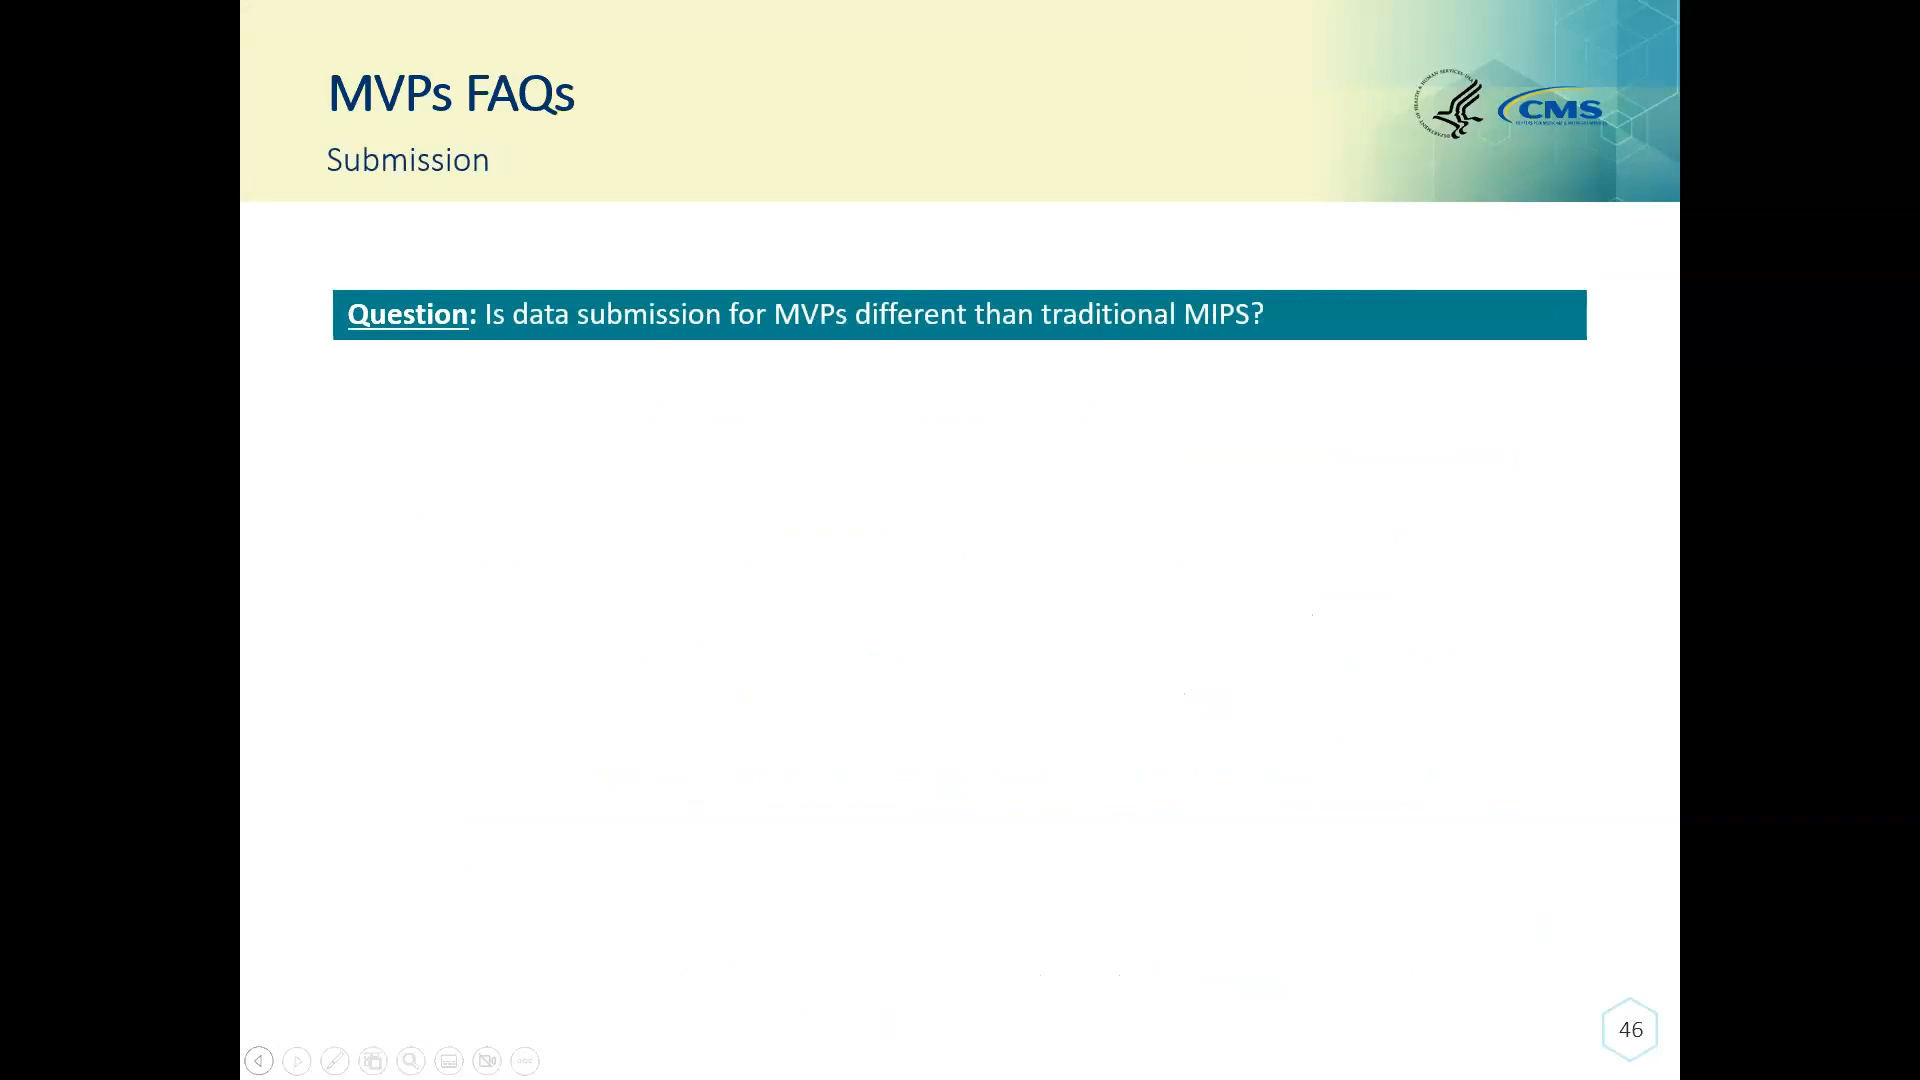 MVPs FAQs
Submission
CMS
Question: Is data submission for MVPs different than traditional MIPS?
46